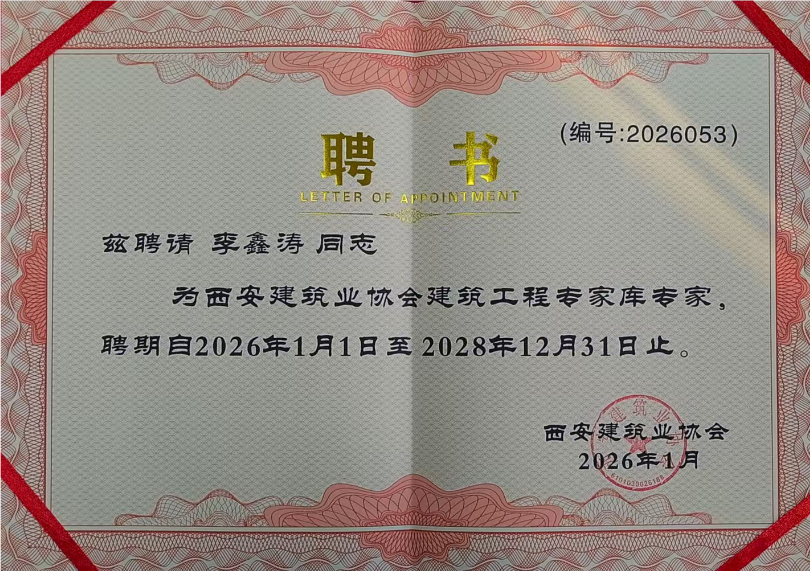 (编号:2026053)
聘 书
LETTER OF APPOINTMENT
兹聘请 李鑫涛 同志
为西安建筑业协会建筑工程专家库专家，
聘期自2026年1月1日至 2028年12月31日止。
西安建筑业协会
2026年1月